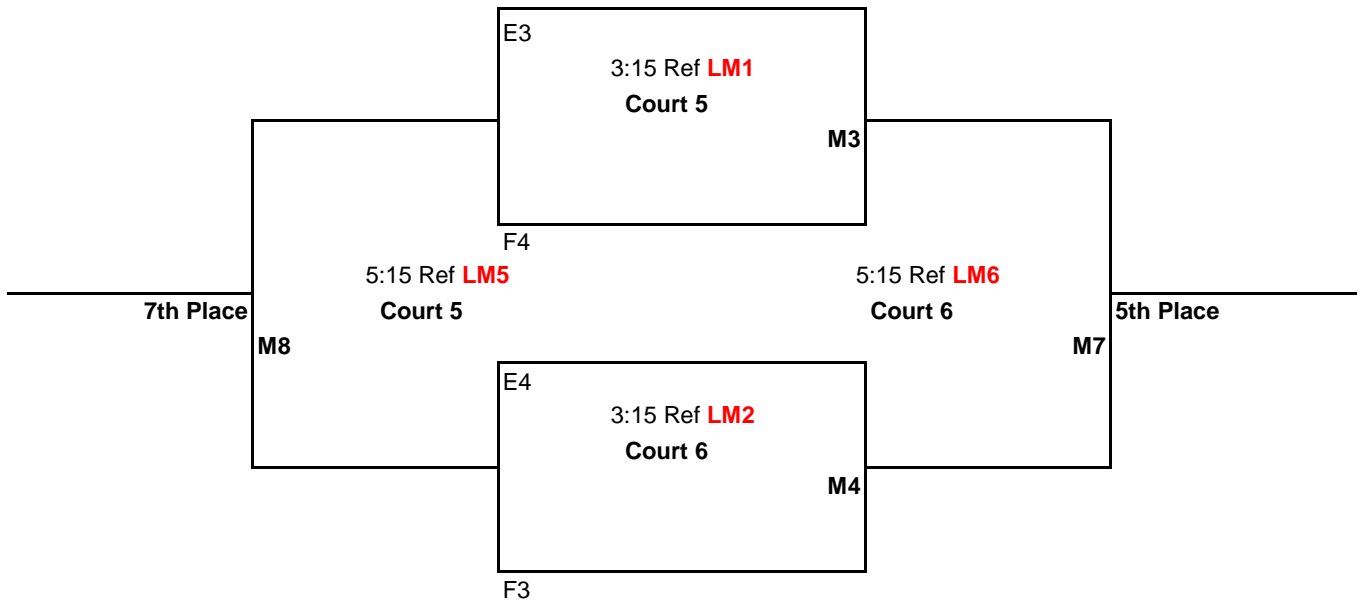 E3
3:15 Ref LM1
Court 5
M3
F4
5:15 Ref LM5
5:15 Ref LM6
7th Place
Court 5
Court 6
5th Place
M8
M7
E4
3:15 Ref LM2
Court 6
M4
F3